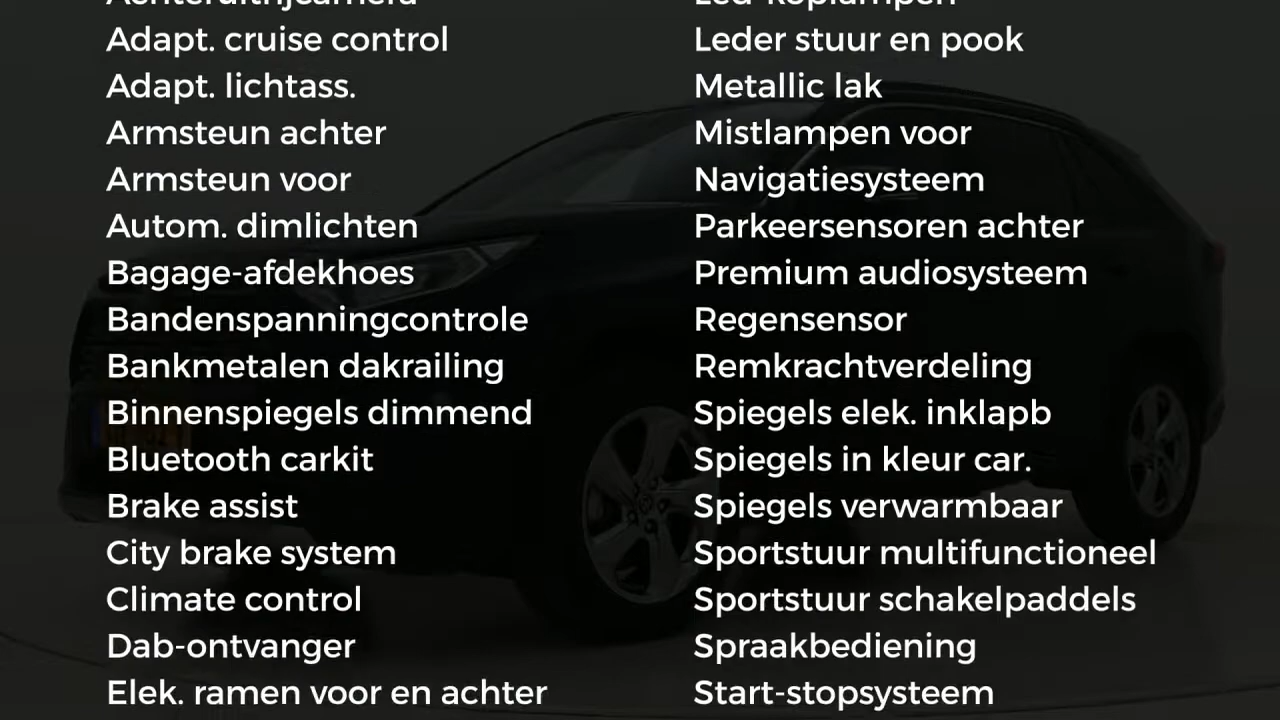 Achteruitrijcamera
Adapt. cruise control
Adapt. lichtass.
Armsteun achter
Armsteun voor
Autom. dimlichten
Bagage-afdekhoes
Bandenspanningcontrole
Bankmetalen dakrailing
Binnenspiegels dimmend
Bluetooth carkit
Brake assist
City brake system
Climate control
Dab-ontvanger
Elek. ramen voor en achter
Led-koplampen
Leder stuur en pook
Metallic lak
Mistlampen voor
Navigatiesysteem
Parkeersensoren achter
Premium audiosysteem
Regensensor
Remkrachtverdeling
Spiegels elek. inklapb
Spiegels in kleur car.
Spiegels verwarmbaar
Sportstuur multifunctioneel
Sportstuur schakelpaddels
Spraakbediening
Start-stopsysteem